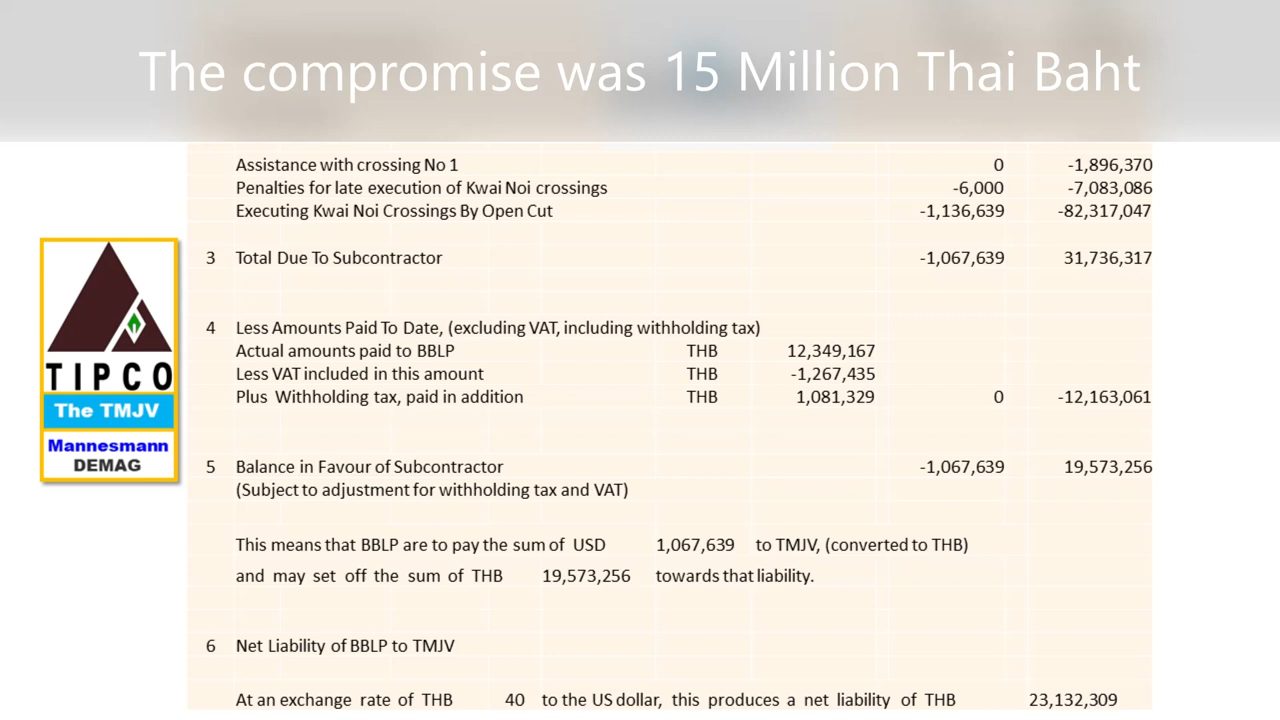 The compromise was 15 Million Thai Baht
Assistance with crossing No 1 0 -1,896,370
Penalties for late execution of Kwai Noi crossings -6,000 -7,083,086
Executing Kwai Noi Crossings By Open Cut -1,136,639 -82,317,047
3 Total Due To Subcontractor -1,067,639 31,736,317
4 Less Amounts Paid To Date, (excluding VAT, including withholding tax)
Actual amounts paid to BBLP THB 12,349,167
Less VAT included in this amount THB -1,267,435
Plus Withholding tax, paid in addition THB 1,081,329 0 -12,163,061
TIPCO
The TMJV
Mannesmann
DEMAG
5 Balance in Favour of Subcontractor -1,067,639 19,573,256
(Subject to adjustment for withholding tax and VAT)
This means that BBLP are to pay the sum of USD 1,067,639 to TMJV, (converted to THB)
and may set off the sum of THB 19,573,256 towards that liability.
6 Net Liability of BBLP to TMJV
At an exchange rate of THB 40 to the US dollar, this produces a net liability of THB 23,132,309